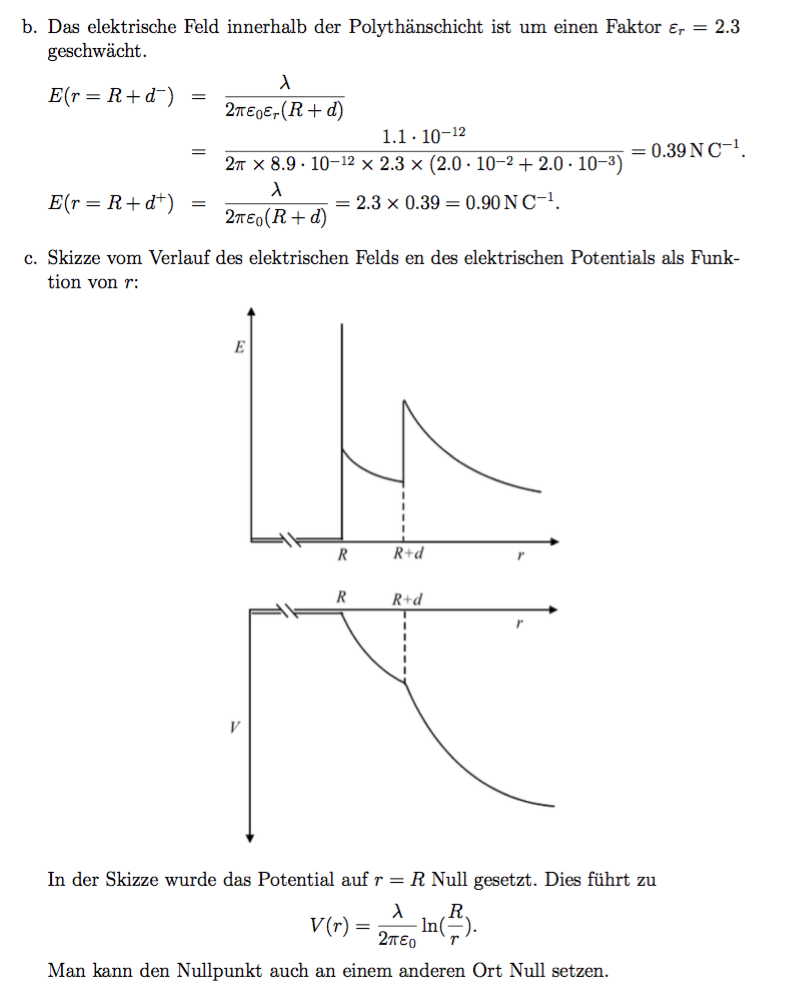 b. Das elektrische Feld innerhalb der Polythänschicht ist um einen Faktor εᵣ = 2.3
geschwächt.
E(r = R + d⁻) = λ / (2πε₀εᵣ(R + d))
= 1.1 · 10⁻¹² / (2π × 8.9 · 10⁻¹² × 2.3 × (2.0 · 10⁻² + 2.0 · 10⁻³)) = 0.39 N C⁻¹.
E(r = R + d⁺) = λ / (2πε₀(R + d)) = 2.3 × 0.39 = 0.90 N C⁻¹.
c. Skizze vom Verlauf des elektrischen Felds en des elektrischen Potentials als Funk-
tion von r:
E
R R+d r
R R+d
r
V
In der Skizze wurde das Potential auf r = R Null gesetzt. Dies führt zu
V(r) = λ / (2πε₀) ln(R/r).
Man kann den Nullpunkt auch an einem anderen Ort Null setzen.